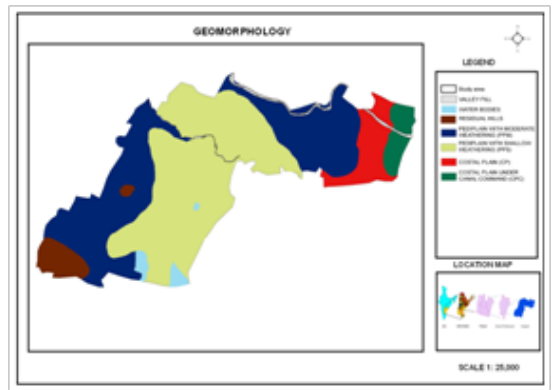 GEOMORPHOLOGY
LEGEND
Study area
VALLEY FILL
WATER BODIES
RESIDUAL HILLS
PEDIPLAIN WITH MODERATE
WEATHERING (PPM)
PEDIPLAIN WITH SHALLOW
WEATHERING (PPS)
COSTAL PLAIN (CP)
COSTAL PLAIN UNDER
CANAL COMMAND (CPC)
LOCATION MAP
SCALE 1: 25,000